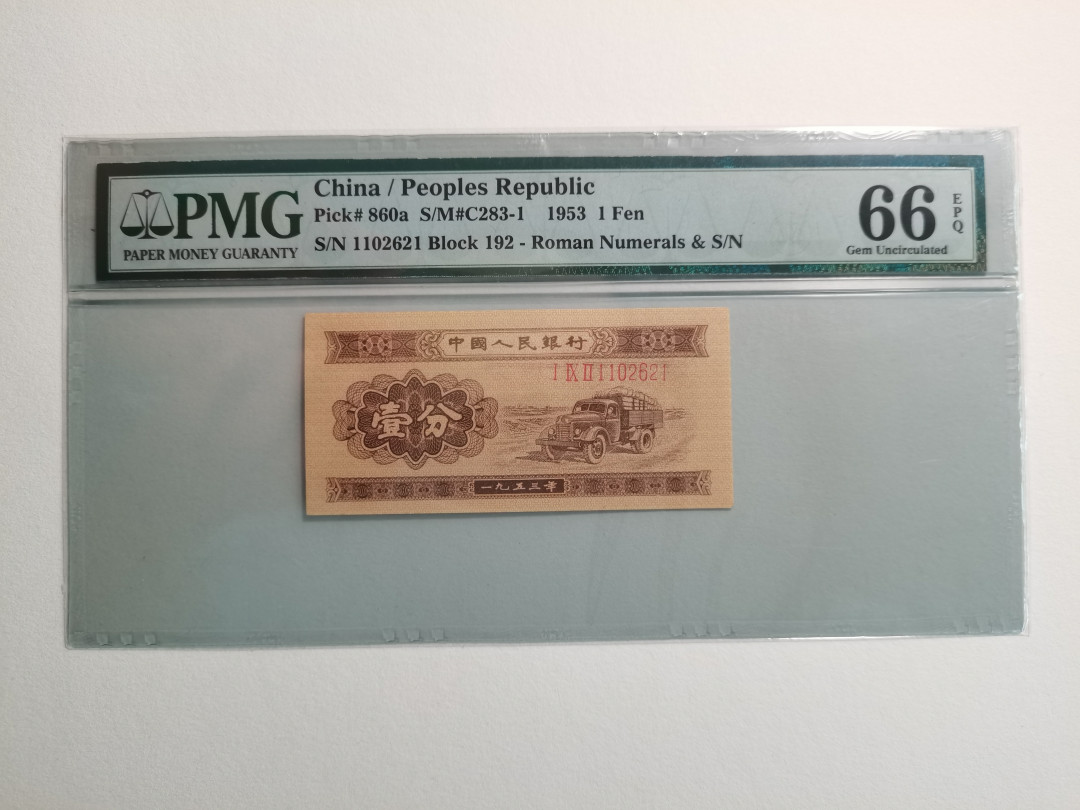 PMG
PAPER MONEY GUARANTY
China / Peoples Republic
Pick# 860a S/M#C283-1 1953 1 Fen
S/N 1102621 Block 192 - Roman Numerals & S/N
66 EPQ
Gem Uncirculated
中國人民銀行
I IX II 1102621
壹分
一九五三年